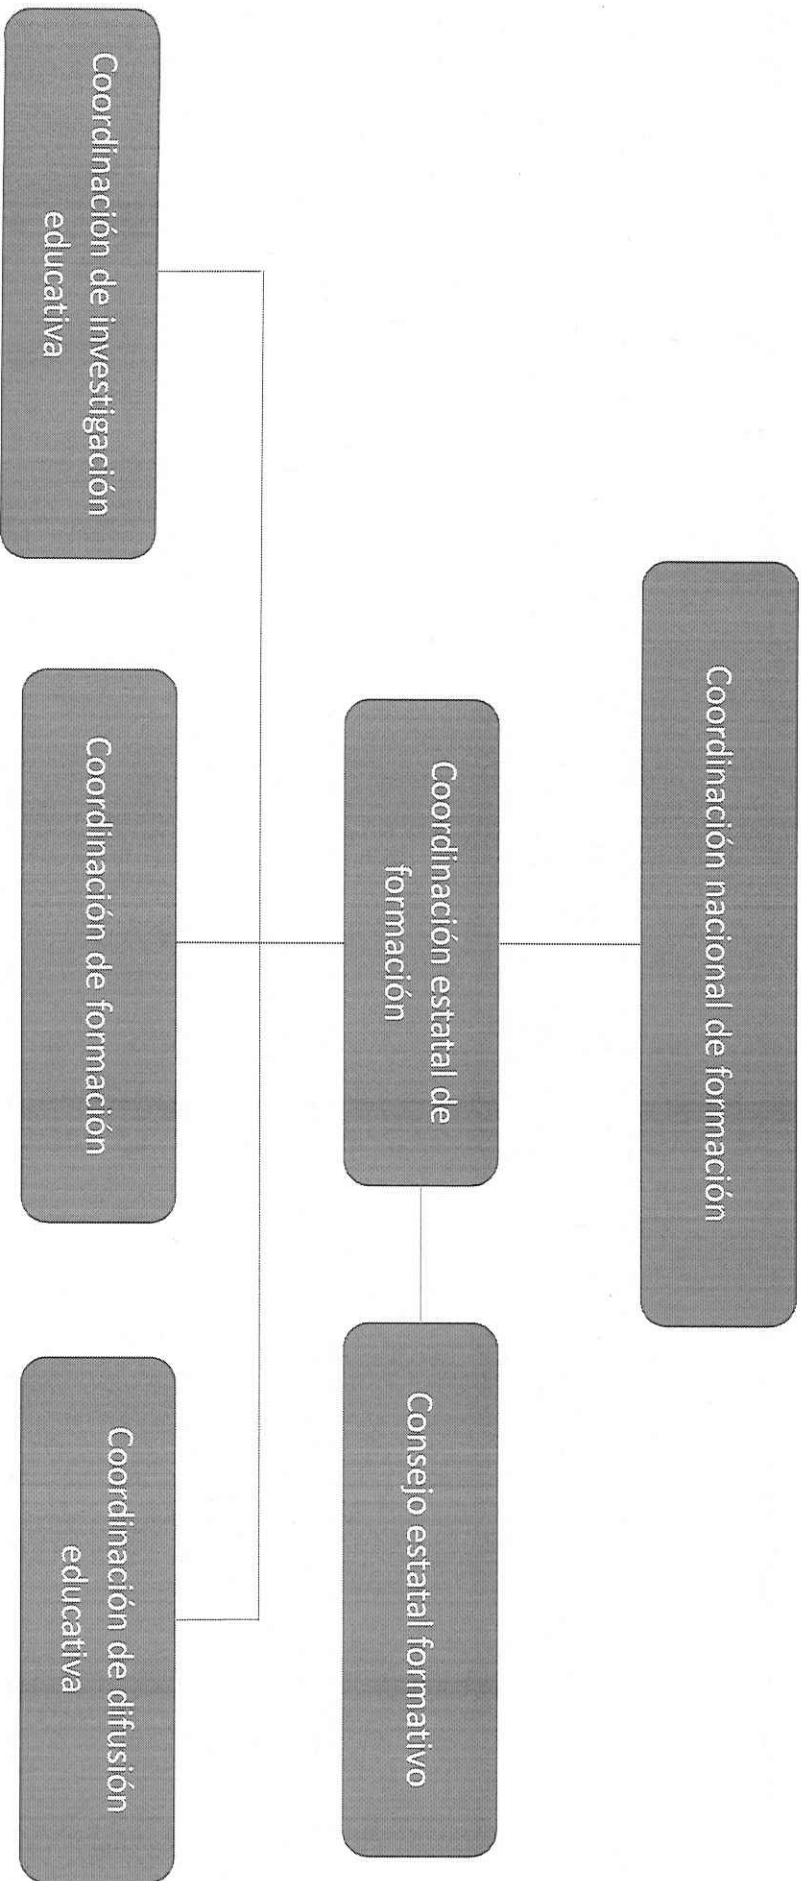 Coordinación nacional de formación
Coordinación estatal de
formación
Consejo estatal formativo
Coordinación de investigación
educativa
Coordinación de formación
Coordinación de difusión
educativa